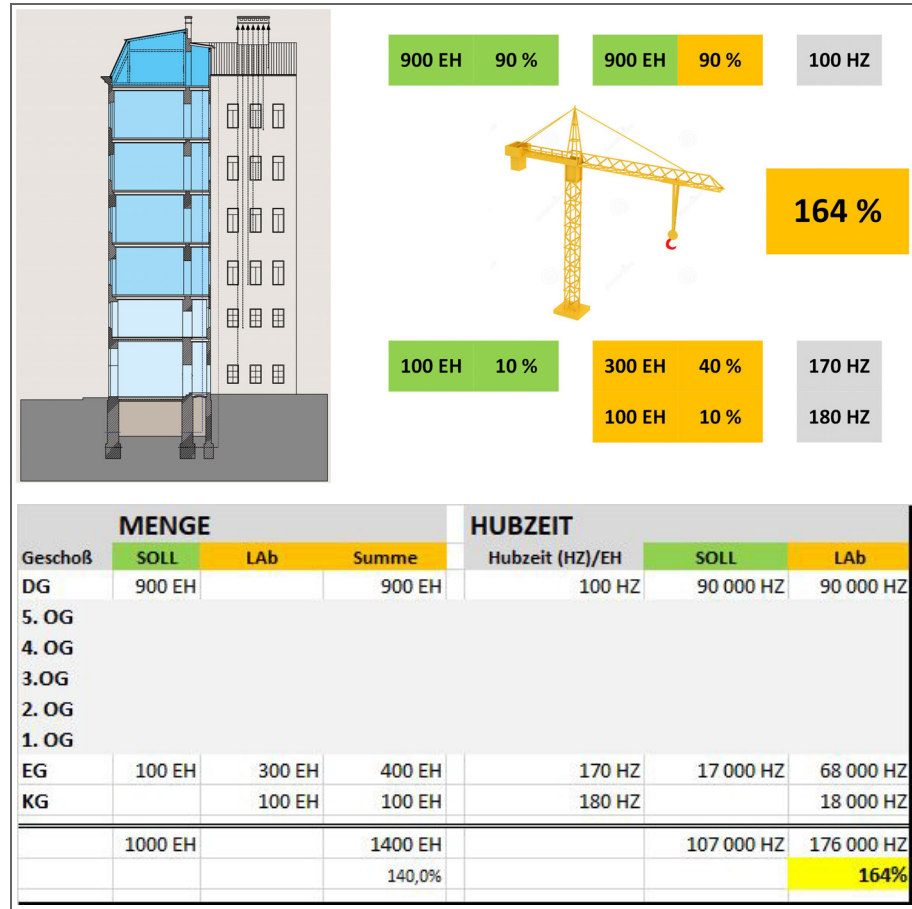 900 EH 90 % 900 EH 90 % 100 HZ
164 %
100 EH 10 % 300 EH 40 % 170 HZ
100 EH 10 % 180 HZ
MENGE HUBZEIT
Geschoß SOLL LAb Summe Hubzeit (HZ)/EH SOLL LAb
DG 900 EH 900 EH 100 HZ 90 000 HZ 90 000 HZ
5. OG
4. OG
3.OG
2. OG
1. OG
EG 100 EH 300 EH 400 EH 170 HZ 17 000 HZ 68 000 HZ
KG 100 EH 100 EH 180 HZ 18 000 HZ
1000 EH 1400 EH 107 000 HZ 176 000 HZ
140,0% 164%